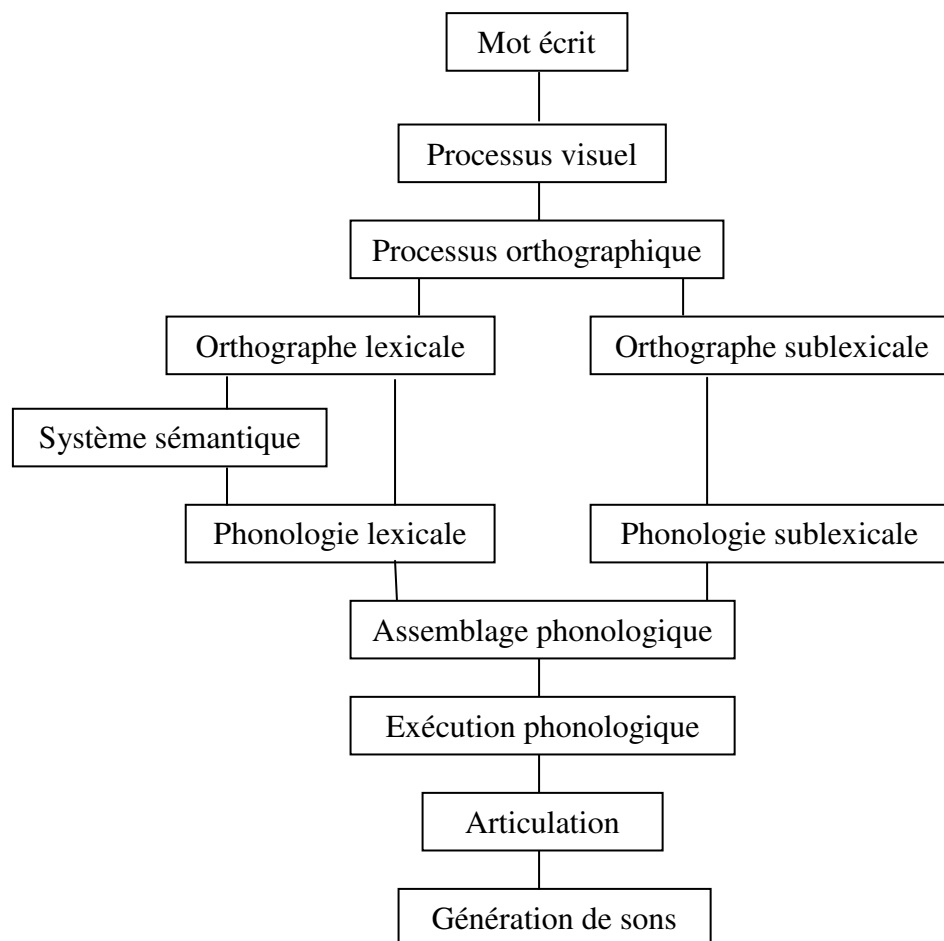 Mot écrit
Processus visuel
Processus orthographique
Orthographe lexicale
Orthographe sublexicale
Système sémantique
Phonologie lexicale
Phonologie sublexicale
Assemblage phonologique
Exécution phonologique
Articulation
Génération de sons